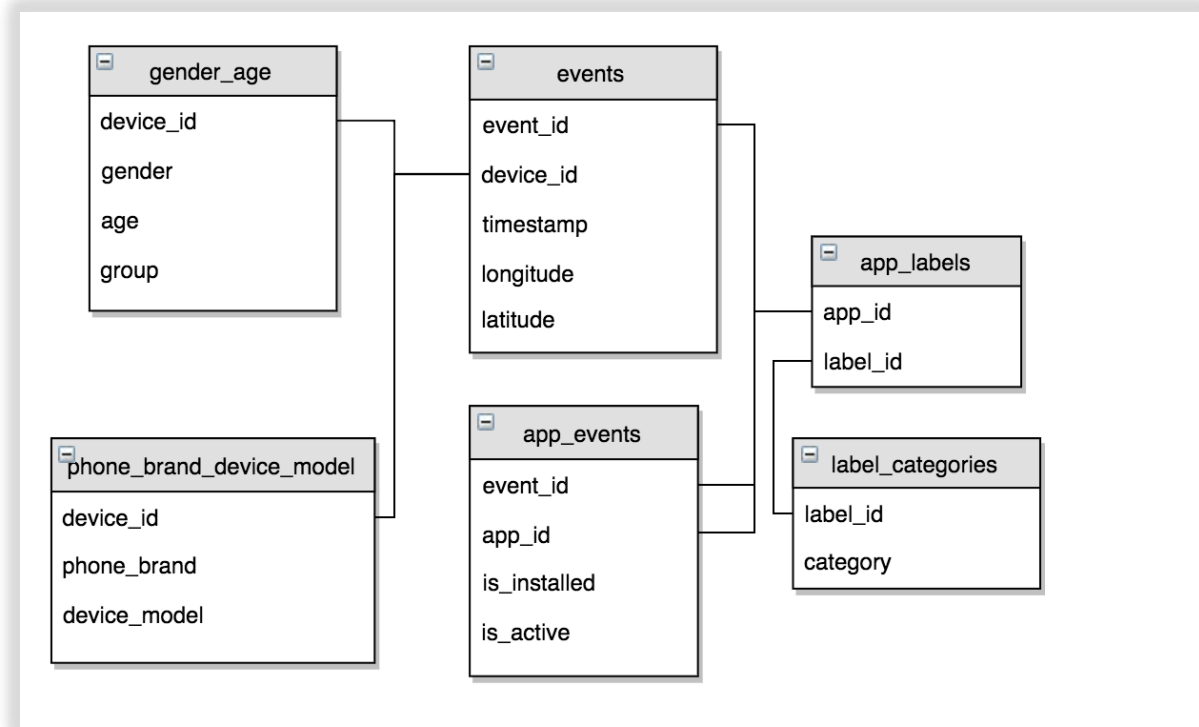 gender_age
device_id
gender
age
group
events
event_id
device_id
timestamp
longitude
latitude
app_labels
app_id
label_id
phone_brand_device_model
device_id
phone_brand
device_model
app_events
event_id
app_id
is_installed
is_active
label_categories
label_id
category